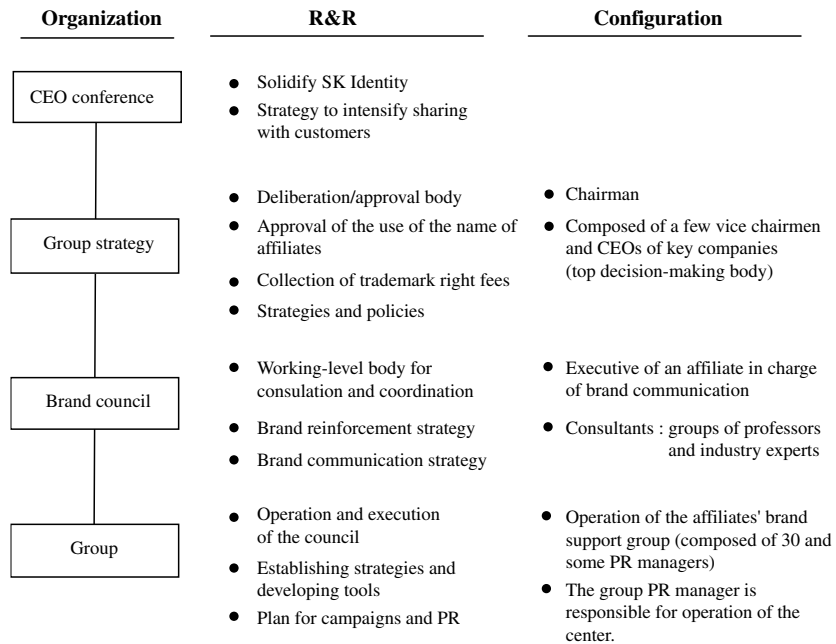 Organization
R&R
Configuration
CEO conference
● Solidify SK Identity
● Strategy to intensify sharing
with customers
Group strategy
● Deliberation/approval body
● Approval of the use of the name of
affiliates
● Collection of trademark right fees
● Strategies and policies
● Chairman
● Composed of a few vice chairmen
and CEOs of key companies
(top decision-making body)
Brand council
● Working-level body for
consulation and coordination
● Brand reinforcement strategy
● Brand communication strategy
● Executive of an affiliate in charge
of brand communication
● Consultants : groups of professors
and industry experts
Group
● Operation and execution
of the council
● Establishing strategies and
developing tools
● Plan for campaigns and PR
● Operation of the affiliates' brand
support group (composed of 30 and
some PR managers)
● The group PR manager is
responsible for operation of the
center.